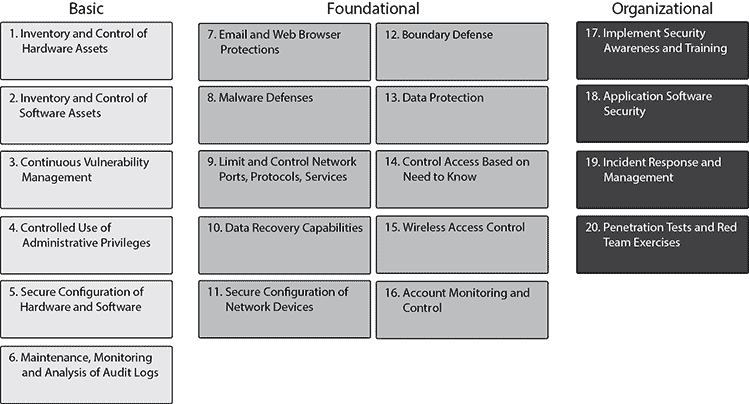 Basic
1. Inventory and Control of
Hardware Assets
2. Inventory and Control of
Software Assets
3. Continuous Vulnerability
Management
4. Controlled Use of
Administrative Privileges
5. Secure Configuration of
Hardware and Software
6. Maintenance, Monitoring
and Analysis of Audit Logs
Foundational
7. Email and Web Browser
Protections
8. Malware Defenses
9. Limit and Control Network
Ports, Protocols, Services
10. Data Recovery Capabilities
11. Secure Configuration of
Network Devices
12. Boundary Defense
13. Data Protection
14. Control Access Based on
Need to Know
15. Wireless Access Control
16. Account Monitoring and
Control
Organizational
17. Implement Security
Awareness and Training
18. Application Software
Security
19. Incident Response and
Management
20. Penetration Tests and Red
Team Exercises